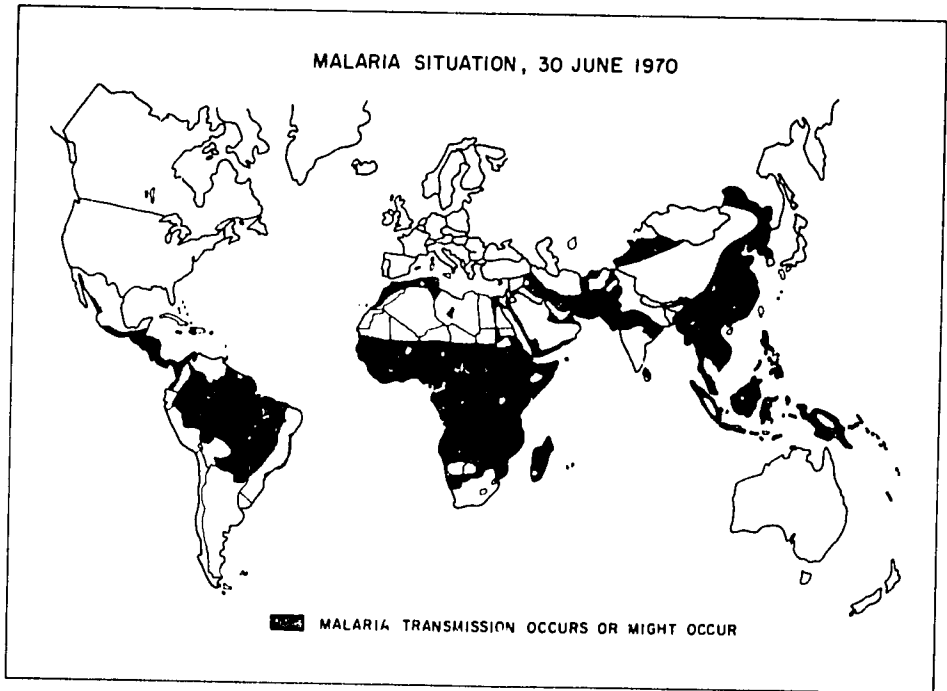 MALARIA SITUATION, 30 JUNE 1970
MALARIA TRANSMISSION OCCURS OR MIGHT OCCUR